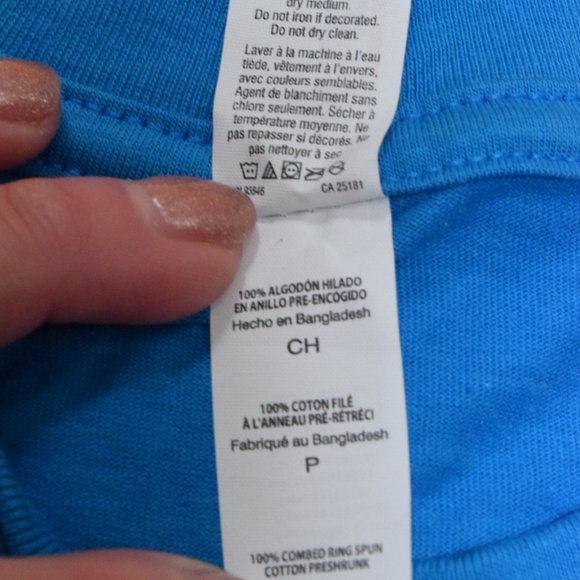 dry medium.
Do not iron if decorated.
Do not dry clean.
Laver à la machine à l'eau
tiède, vêtement à l'envers,
avec couleurs semblables.
Agent de blanchiment sans
chlore seulement. Sécher à
température moyenne. Ne
pas repasser si décorés. Ne
pas nettoyer à sec
CA 25181
100% ALGODÓN HILADO
EN ANILLO PRE-ENCOGIDO
Hecho en Bangladesh
CH
100% COTON FILÉ
À L'ANNEAU PRÉ-RÉTRÉCI
Fabriqué au Bangladesh
P
100% COMBED RING SPUN
COTTON PRESHRUNK